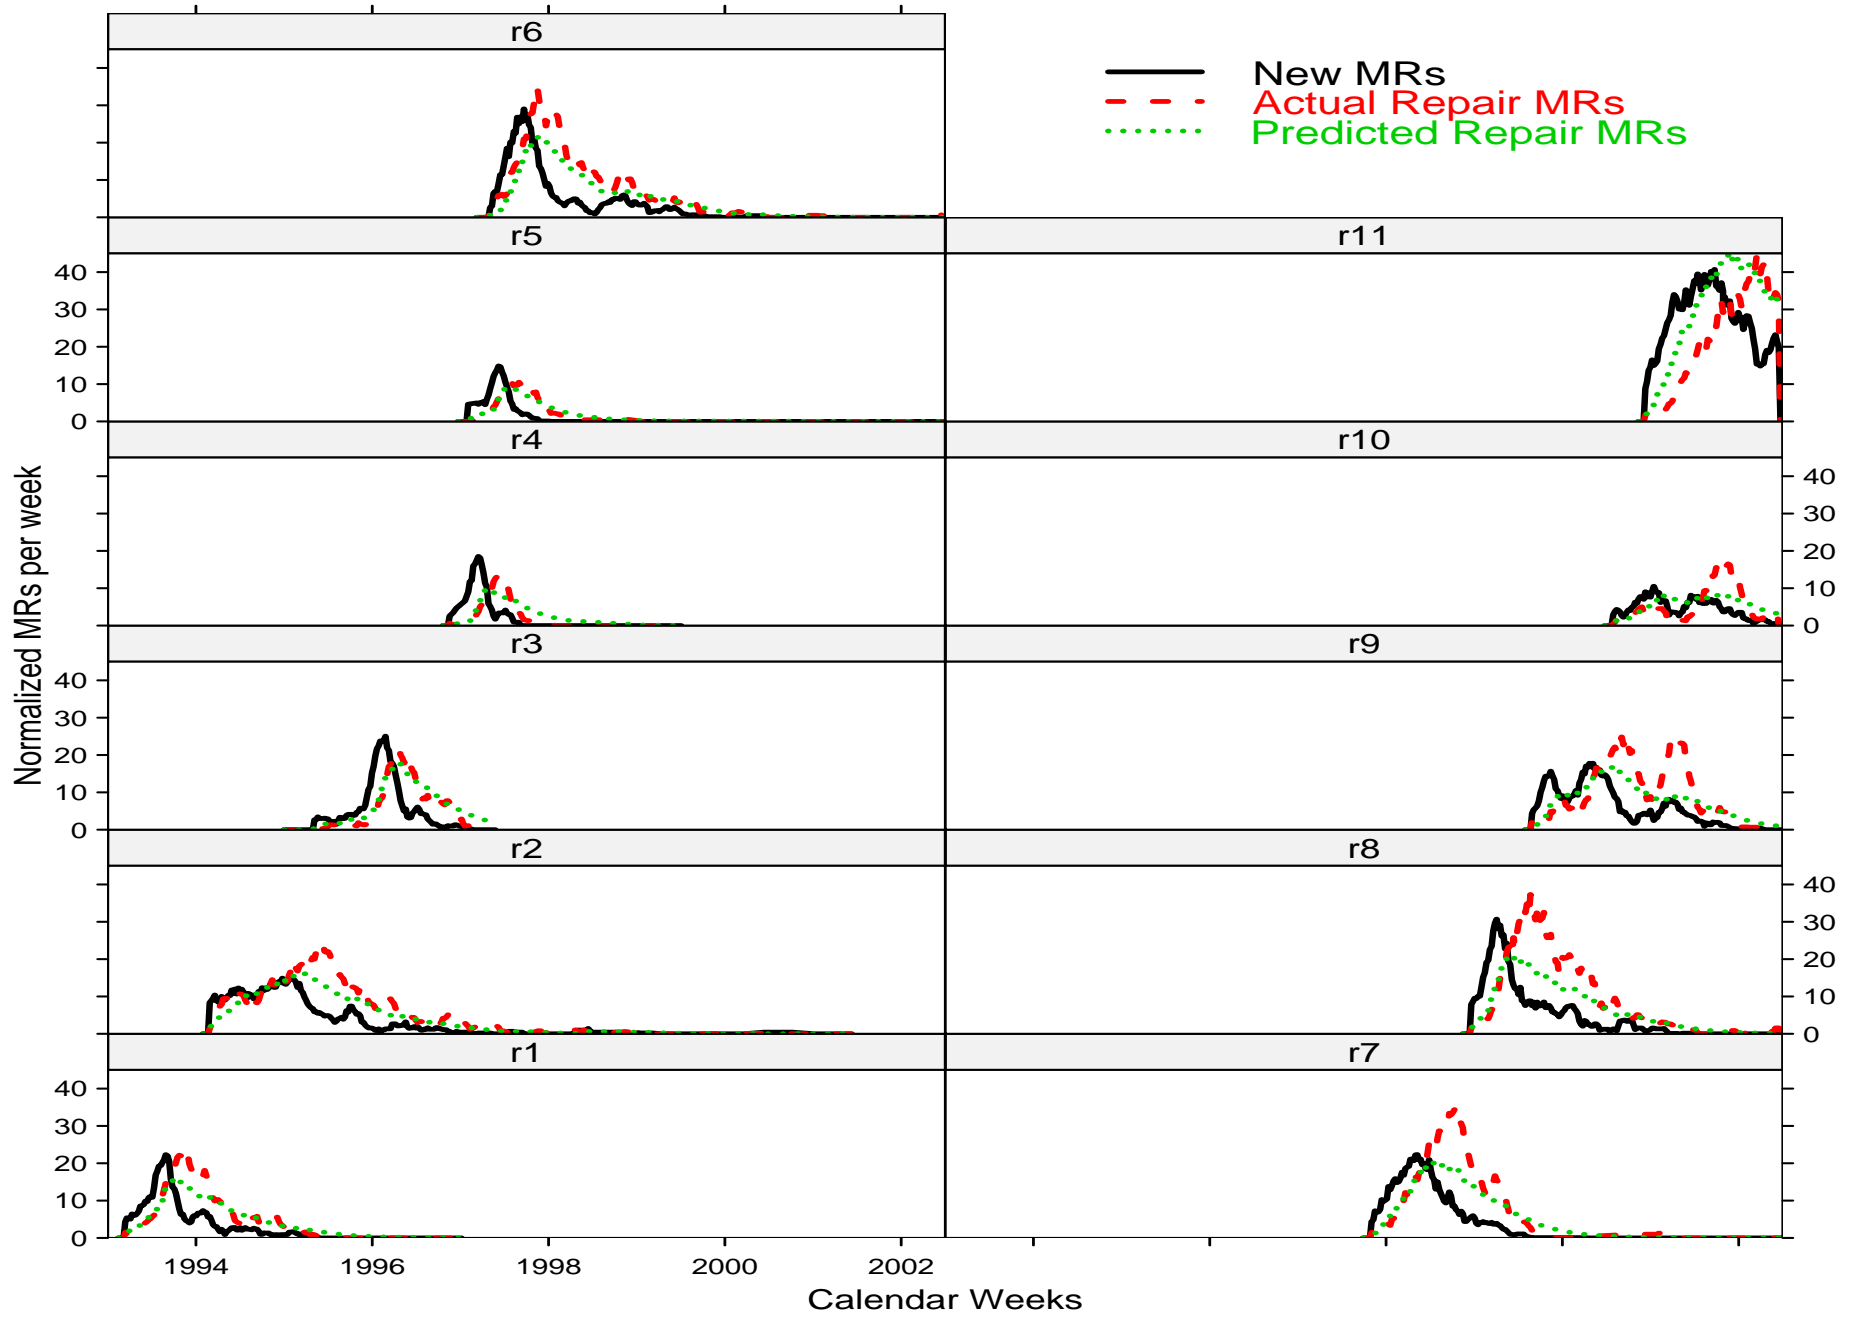 r6
New MRs
Actual Repair MRs
Predicted Repair MRs
r5
r11
40
30
20
10
0
r4
r10
40
30
20
10
0
r3
r9
40
30
20
10
0
r2
r8
40
30
20
10
0
r1
r7
40
30
20
10
0
Normalized MRs per week
1994 1996 1998 2000 2002
Calendar Weeks